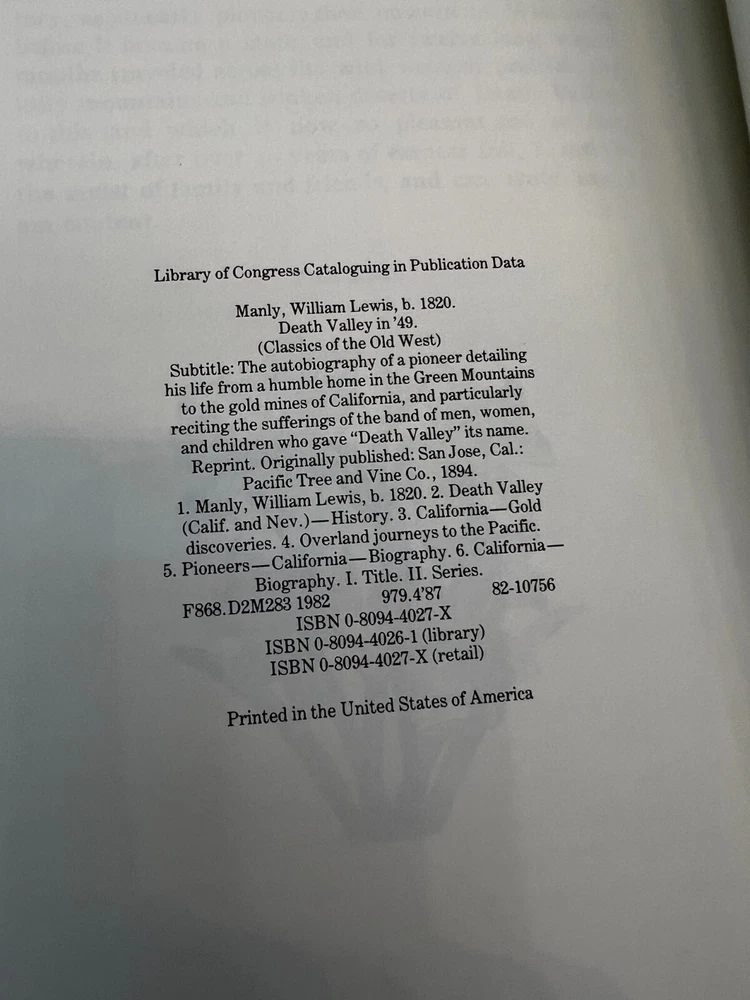 Library of Congress Cataloguing in Publication Data
Manly, William Lewis, b. 1820.
Death Valley in '49.
(Classics of the Old West)
Subtitle: The autobiography of a pioneer detailing
his life from a humble home in the Green Mountains
to the gold mines of California, and particularly
reciting the sufferings of the band of men, women,
and children who gave “Death Valley” its name.
Reprint. Originally published: San Jose, Cal.:
Pacific Tree and Vine Co., 1894.
1. Manly, William Lewis, b. 1820. 2. Death Valley
(Calif. and Nev.)—History. 3. California—Gold
discoveries. 4. Overland journeys to the Pacific.
5. Pioneers—California—Biography. 6. California—
Biography. I. Title. II. Series.
F868.D2M283 1982 979.4'87 82-10756
ISBN 0-8094-4027-X
ISBN 0-8094-4026-1 (library)
ISBN 0-8094-4027-X (retail)
Printed in the United States of America